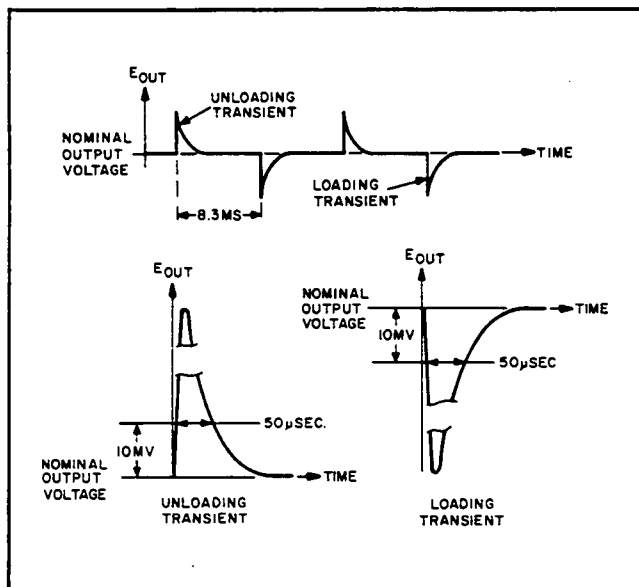 EOUT
UNLOADING
TRANSIENT
NOMINAL
OUTPUT
VOLTAGE
TIME
LOADING
TRANSIENT
8.3MS
EOUT
10MV
50µSEC.
NOMINAL
OUTPUT
VOLTAGE
TIME
UNLOADING
TRANSIENT
EOUT
NOMINAL
OUTPUT
VOLTAGE
TIME
10MV
50µSEC
LOADING
TRANSIENT